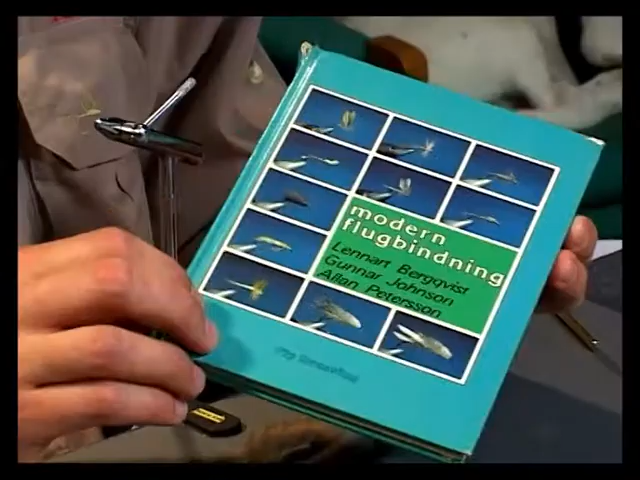 modern
flugbindning
Lennart Bergqvist
Gunnar Johnson
Allan Petersson